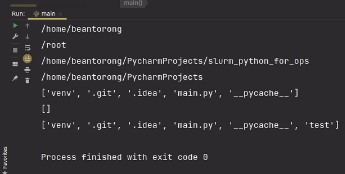 main()
Run:
main
/home/beantorong
/root
/home/beantorong/PycharmProjects/slurm_python_for_ops
/home/beantorong/PycharmProjects
['venv', '.git', '.idea', 'main.py', '__pycache__']
[]
['venv', '.git', '.idea', 'main.py', '__pycache__', 'test']
Process finished with exit code 0
Favorites